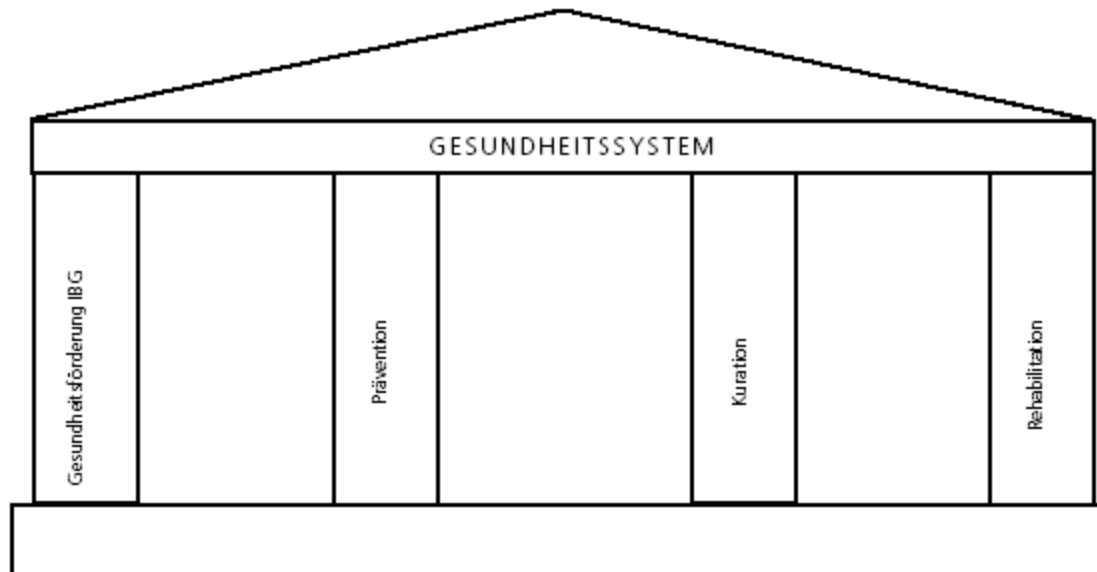 GESUNDHEITSSYSTEM
Gesundheitsförderung IBG
Prävention
Kuration
Rehabilitation